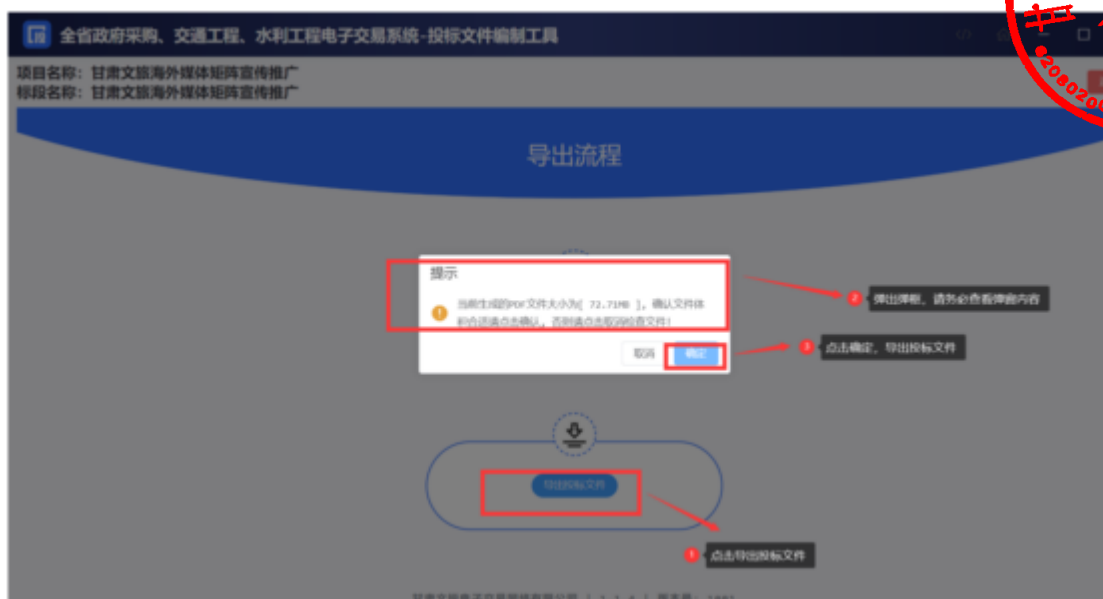 全省政府采购、交通工程、水利工程电子交易系统-投标文件编制工具
项目名称：甘肃文旅海外媒体矩阵宣传推广
标段名称：甘肃文旅海外媒体矩阵宣传推广
导出流程
提示
当前生成的PDF文件大小为[ 72.71MB ]，确认文件体
积合适请点击确认，否则请点击取消检查文件！
取消 确定
2 弹出弹框，请务必查看弹窗内容
3 点击确定，导出投标文件
导出投标文件
1 点击导出投标文件